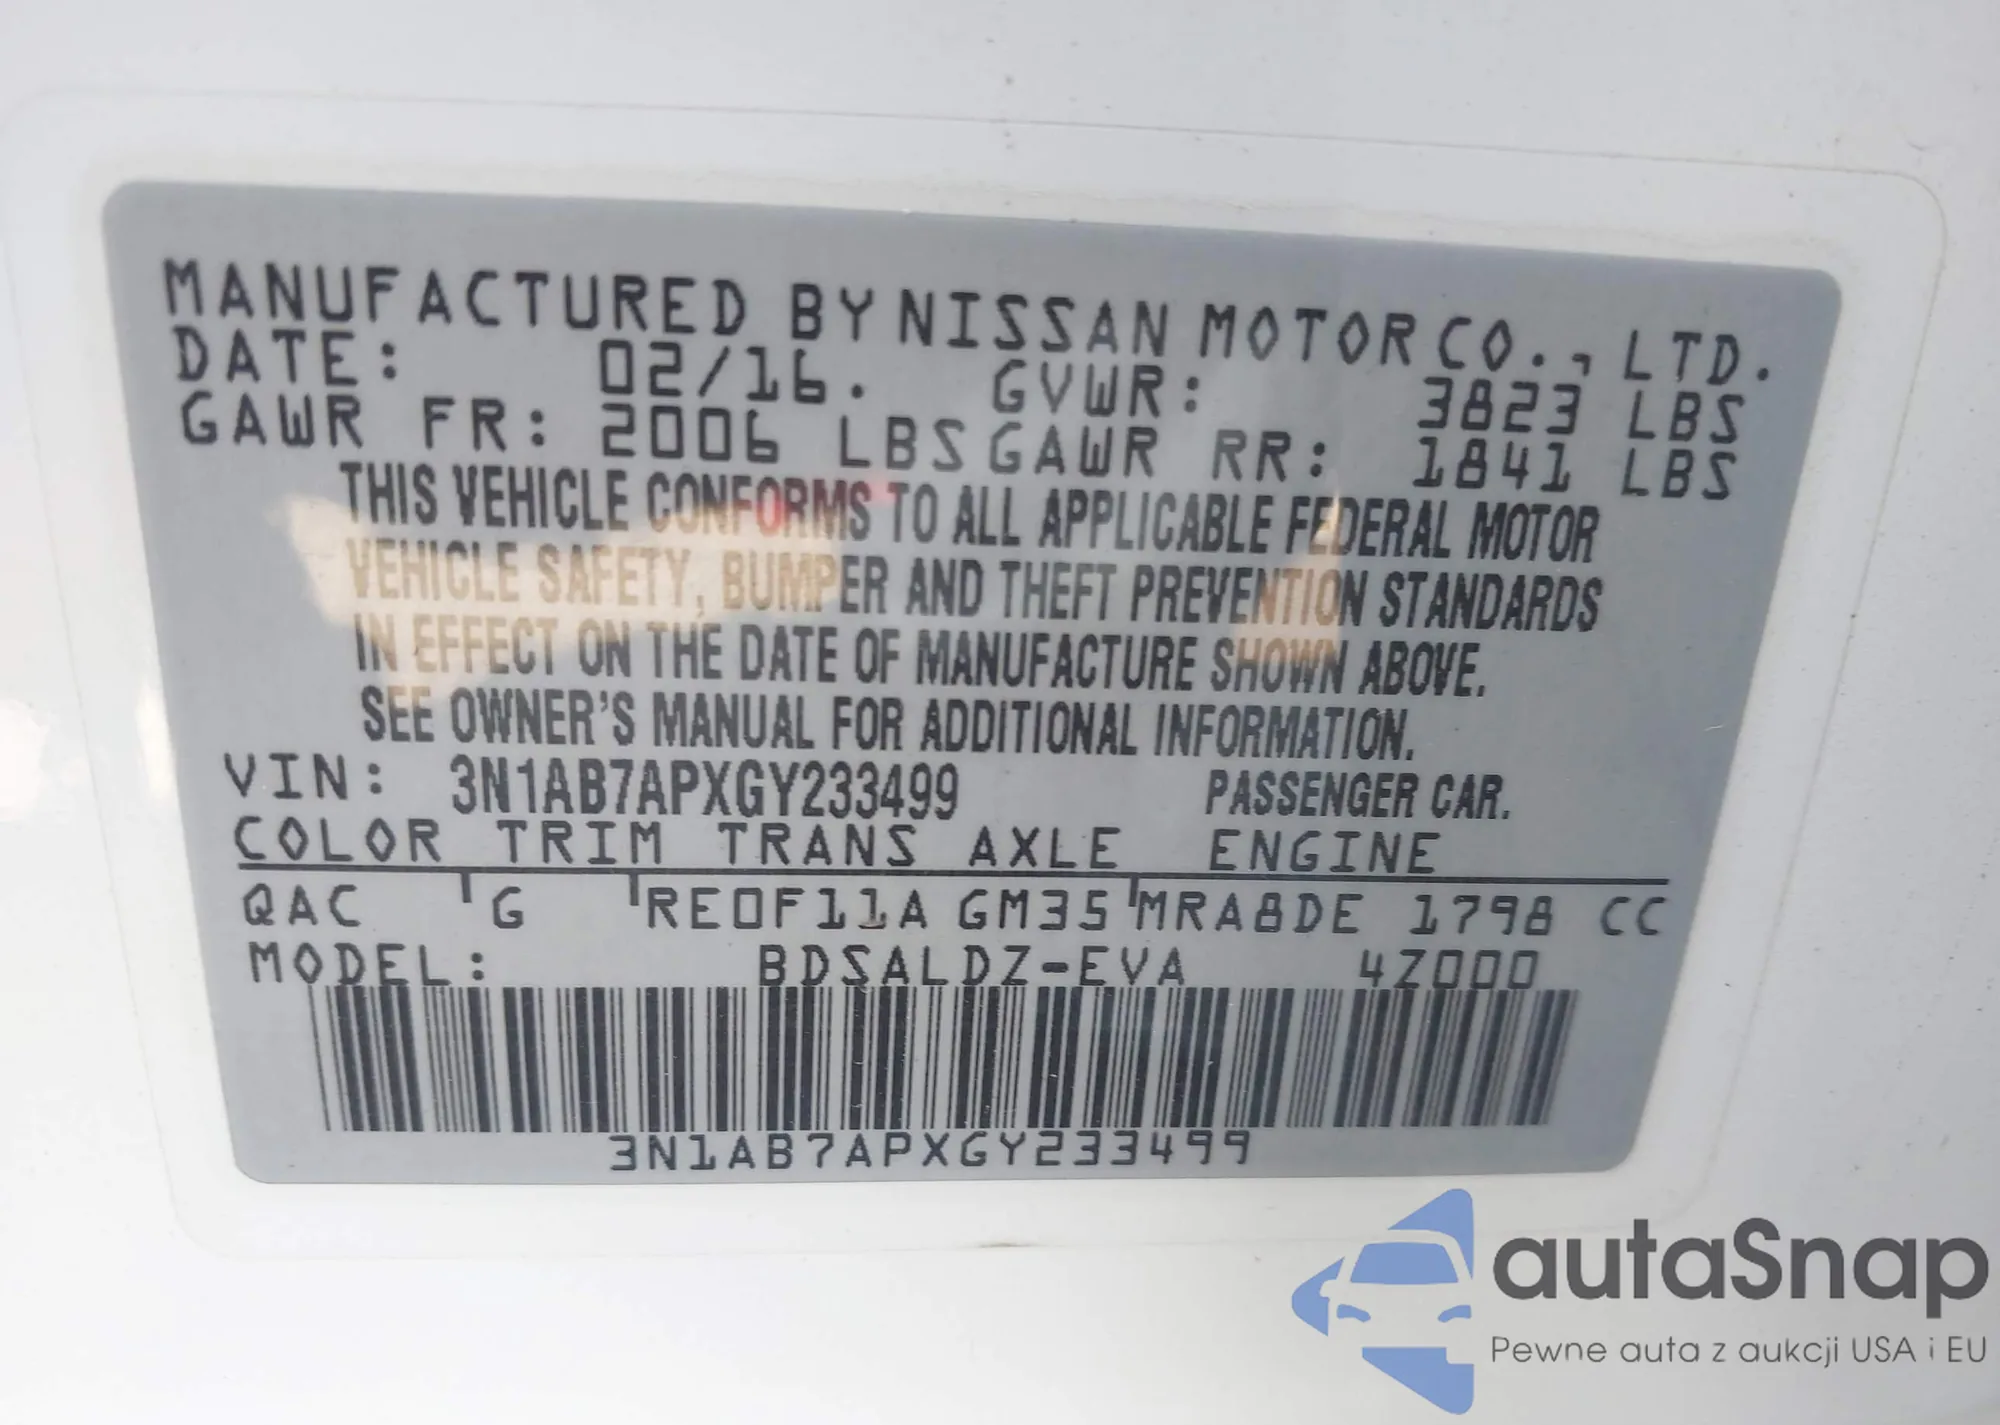 MANUFACTURED BY NISSAN MOTOR CO., LTD.
DATE: 02/16. GVWR: 3823 LBS
GAWR FR: 2006 LBS GAWR RR: 1841 LBS
THIS VEHICLE CONFORMS TO ALL APPLICABLE FEDERAL MOTOR
VEHICLE SAFETY, BUMPER AND THEFT PREVENTION STANDARDS
IN EFFECT ON THE DATE OF MANUFACTURE SHOWN ABOVE.
SEE OWNER'S MANUAL FOR ADDITIONAL INFORMATION.
VIN: 3N1AB7APXGY233499 PASSENGER CAR.
COLOR TRIM TRANS AXLE ENGINE
QAC G RE0F11A GM35 MRA8DE 1798 CC
MODEL: BDSALDZ-EVA 4Z000
3N1AB7APXGY233499
autaSnap
Pewne auta z aukcji USA i EU